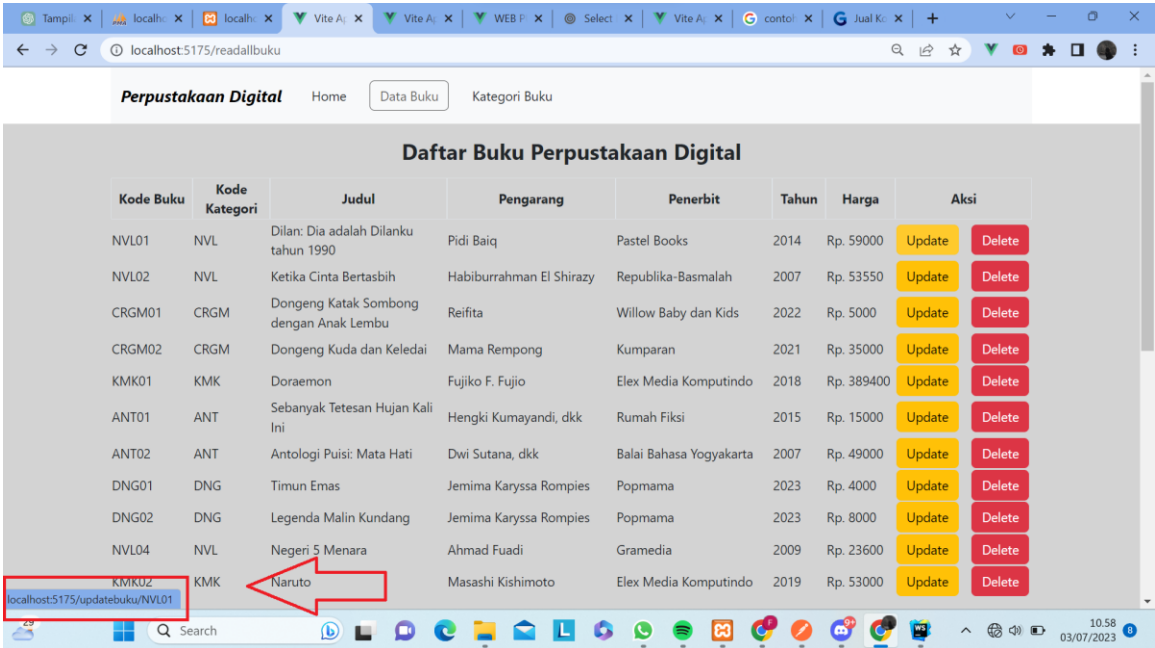 Tampil
localho
localho
Vite Ap
Vite Ap
WEB P
Select
Vite Ap
contoh
Jual Ko
localhost:5175/readallbuku
Perpustakaan Digital Home Data Buku Kategori Buku
Daftar Buku Perpustakaan Digital
Kode Buku Kode Kategori Judul Pengarang Penerbit Tahun Harga Aksi
NVL01 NVL Dilan: Dia adalah Dilanku tahun 1990 Pidi Baiq Pastel Books 2014 Rp. 59000 Update Delete
NVL02 NVL Ketika Cinta Bertasbih Habiburrahman El Shirazy Republika-Basmalah 2007 Rp. 53550 Update Delete
CRGM01 CRGM Dongeng Katak Sombong dengan Anak Lembu Reifita Willow Baby dan Kids 2022 Rp. 5000 Update Delete
CRGM02 CRGM Dongeng Kuda dan Keledai Mama Rempong Kumparan 2021 Rp. 35000 Update Delete
KMK01 KMK Doraemon Fujiko F. Fujio Elex Media Komputindo 2018 Rp. 389400 Update Delete
ANT01 ANT Sebanyak Tetesan Hujan Kali Ini Hengki Kumayandi, dkk Rumah Fiksi 2015 Rp. 15000 Update Delete
ANT02 ANT Antologi Puisi: Mata Hati Dwi Sutana, dkk Balai Bahasa Yogyakarta 2007 Rp. 49000 Update Delete
DNG01 DNG Timun Emas Jemima Karyssa Rompies Popmama 2023 Rp. 4000 Update Delete
DNG02 DNG Legenda Malin Kundang Jemima Karyssa Rompies Popmama 2023 Rp. 8000 Update Delete
NVL04 NVL Negeri 5 Menara Ahmad Fuadi Gramedia 2009 Rp. 23600 Update Delete
KMK02 KMK Naruto Masashi Kishimoto Elex Media Komputindo 2019 Rp. 53000 Update Delete
localhost:5175/updatebuku/NVL01
29
Search
10.58
03/07/2023
8